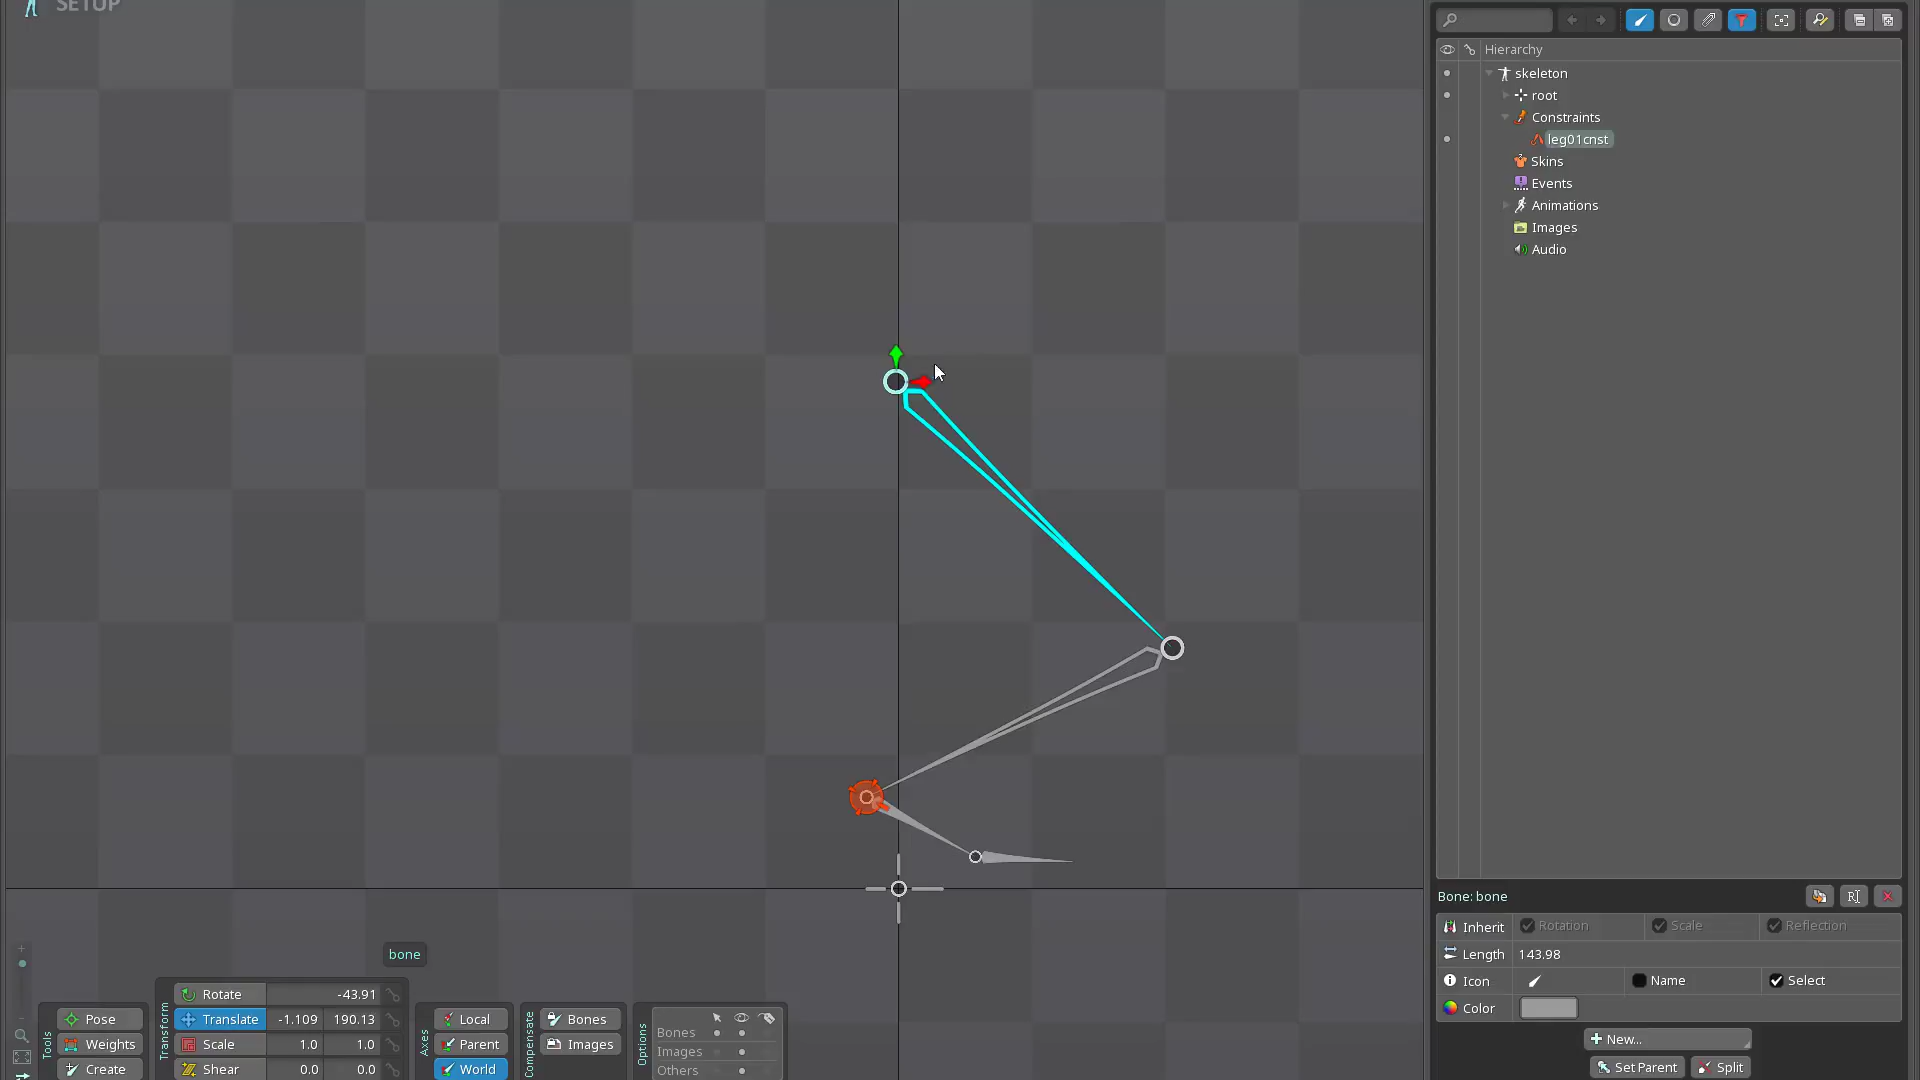 SETUP
Hierarchy
skeleton
root
Constraints
leg01cnst
Skins
Events
Animations
Images
Audio
Bone: bone
Inherit Rotation Scale Reflection
Length 143.98
Icon Name Select
Color
New...
Set Parent Split
bone
Tools
Pose
Weights
Create
Transform
Rotate -43.91
Translate -1.109 190.13
Scale 1.0 1.0
Shear 0.0 0.0
Axes
Local
Parent
World
Compensate
Bones
Images
Options
Bones
Images
Others